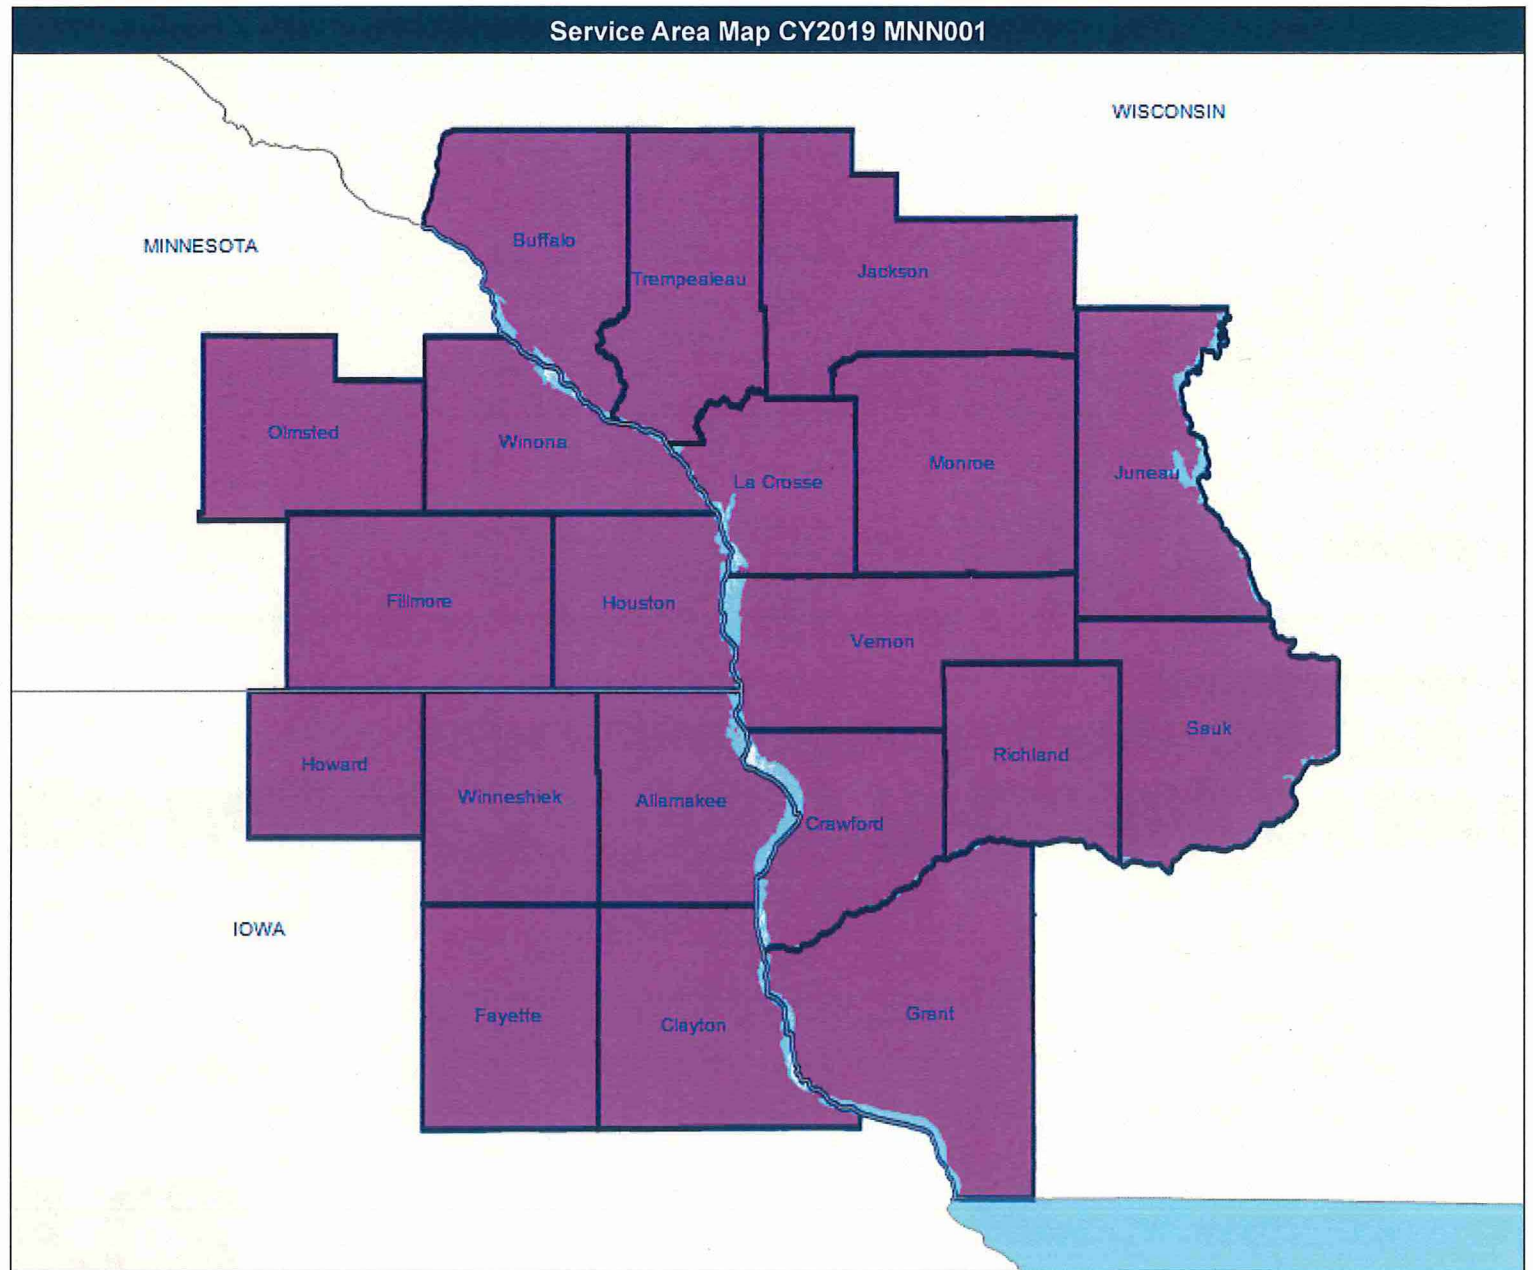 Service Area Map CY2019 MNN001
WISCONSIN
MINNESOTA
Buffalo
Trempealeau
Jackson
Olmsted
Winona
La Crosse
Monroe
Juneau
Fillmore
Houston
Vernon
Howard
Winneshiek
Allamakee
Crawford
Richland
Sauk
IOWA
Fayette
Clayton
Grant